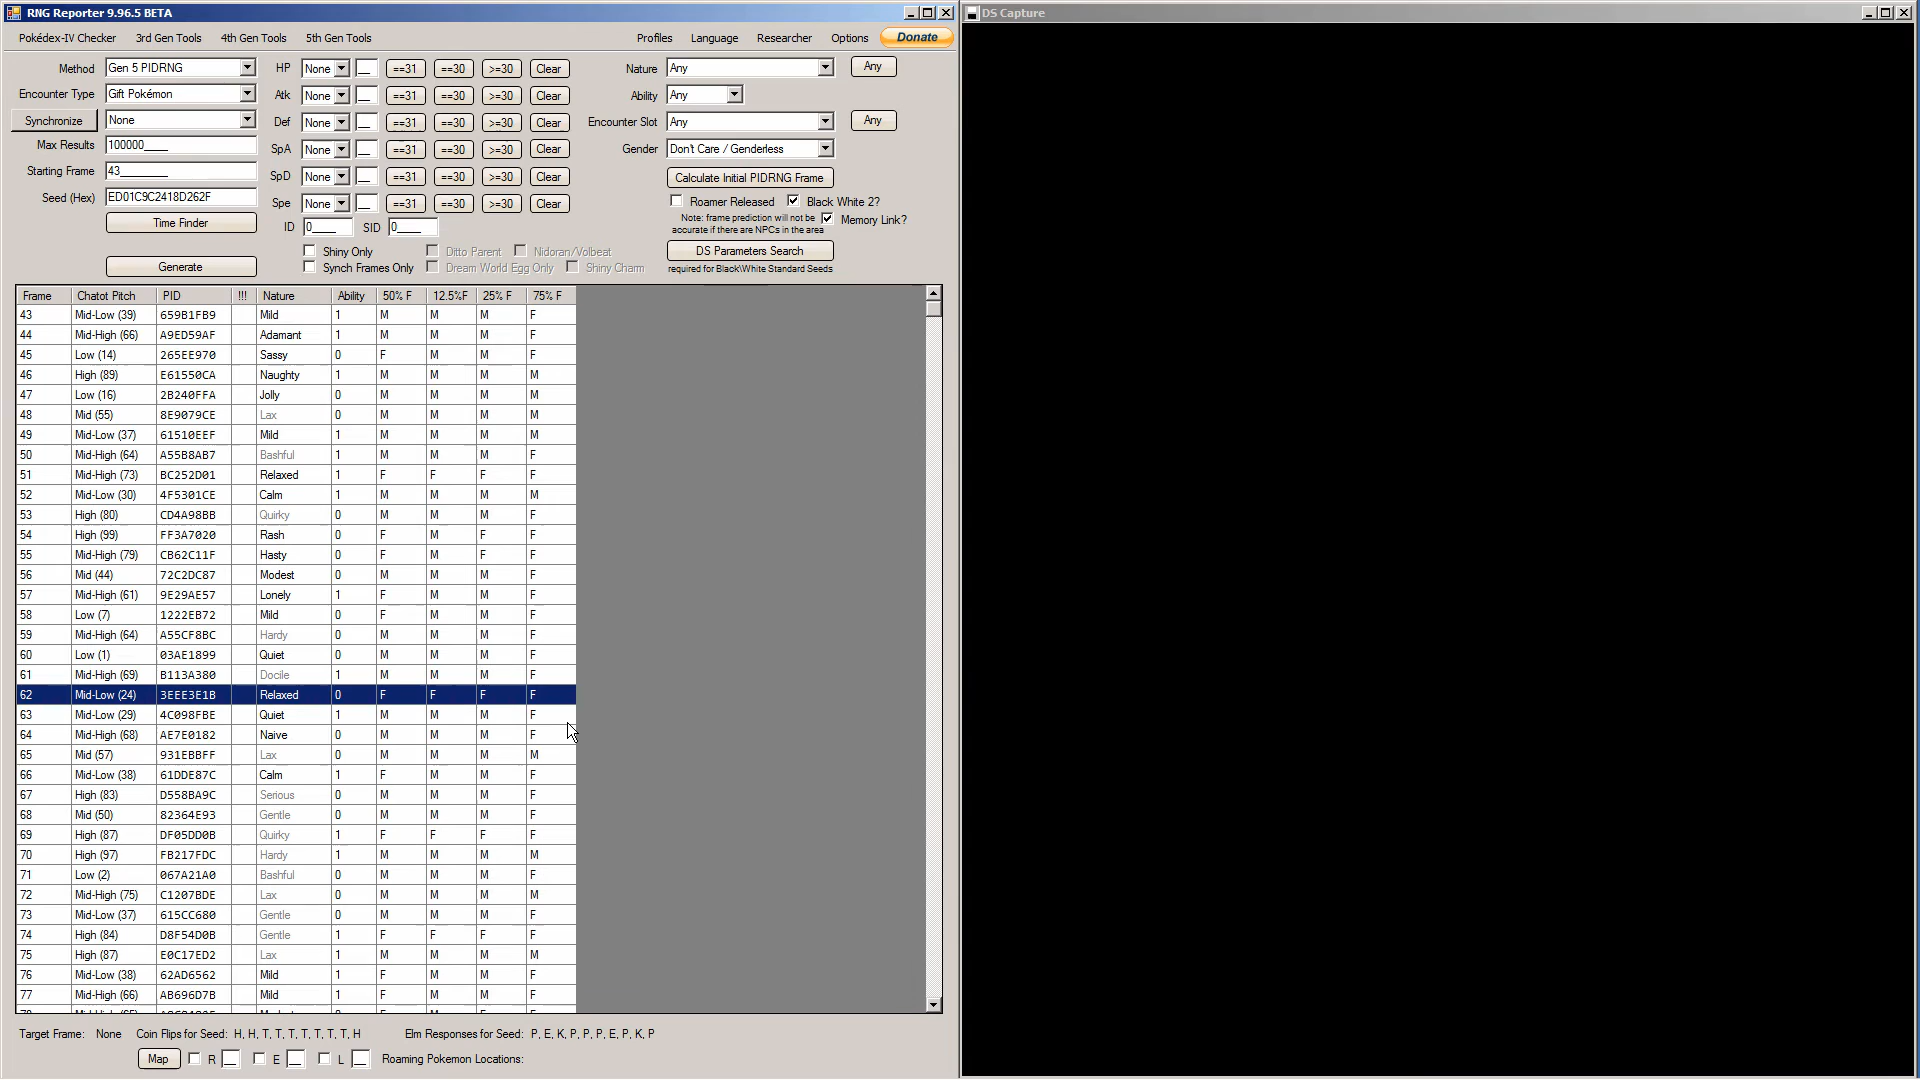 RNG Reporter 9.96.5 BETA
DS Capture
Pokédex-IV Checker 3rd Gen Tools 4th Gen Tools 5th Gen Tools Profiles Language Researcher Options Donate
Method Gen 5 PIDRNG HP None __ ==31 ==30 >=30 Clear Nature Any Any
Encounter Type Gift Pokémon Atk None __ ==31 ==30 >=30 Clear Ability Any
Synchronize None Def None __ ==31 ==30 >=30 Clear Encounter Slot Any Any
Max Results 100000____ SpA None __ ==31 ==30 >=30 Clear Gender Don't Care / Genderless
Starting Frame 43________ SpD None __ ==31 ==30 >=30 Clear Calculate Initial PIDRNG Frame
Seed (Hex) ED01C9C2418D262F Spe None __ ==31 ==30 >=30 Clear Roamer Released Black White 2?
Time Finder ID 0____ SID 0____ Note: frame prediction will not be Memory Link?
accurate if there are NPCs in the area
Shiny Only Ditto Parent Nidoran/Volbeat DS Parameters Search
Generate Synch Frames Only Dream World Egg Only Shiny Charm required for Black\White Standard Seeds
Frame Chatot Pitch PID !!! Nature Ability 50% F 12.5%F 25% F 75% F
43 Mid-Low (39) 659B1FB9 Mild 1 M M M F
44 Mid-High (66) A9ED59AF Adamant 1 M M M F
45 Low (14) 265EE970 Sassy 0 F M M F
46 High (89) E61550CA Naughty 1 M M M M
47 Low (16) 2B240FFA Jolly 0 M M M M
48 Mid (55) 8E9079CE Lax 0 M M M M
49 Mid-Low (37) 61510EEF Mild 1 M M M M
50 Mid-High (64) A55B8AB7 Bashful 1 M M M F
51 Mid-High (73) BC252D01 Relaxed 1 F F F F
52 Mid-Low (30) 4F5301CE Calm 1 M M M M
53 High (80) CD4A98BB Quirky 0 M M M F
54 High (99) FF3A7020 Rash 0 F M F F
55 Mid-High (79) CB62C11F Hasty 0 F M F F
56 Mid (44) 72C2DC87 Modest 0 M M M F
57 Mid-High (61) 9E29AE57 Lonely 1 F M M F
58 Low (7) 1222EB72 Mild 0 F M M F
59 Mid-High (64) A55CF8BC Hardy 0 M M M F
60 Low (1) 03AE1899 Quiet 0 M M M F
61 Mid-High (69) B113A380 Docile 1 M M M F
62 Mid-Low (24) 3EEE3E1B Relaxed 0 F F F F
63 Mid-Low (29) 4C098FBE Quiet 1 M M M F
64 Mid-High (68) AE7E0182 Naive 0 M M M F
65 Mid (57) 931EBBFF Lax 0 M M M M
66 Mid-Low (38) 61DDE87C Calm 1 F M M F
67 High (83) D558BA9C Serious 0 M M M F
68 Mid (50) 82364E93 Gentle 0 M M M F
69 High (87) DF05DD0B Quirky 1 F F F F
70 High (97) FB217FDC Hardy 1 M M M M
71 Low (2) 067A21A0 Bashful 0 M M M F
72 Mid-High (75) C1207BDE Lax 0 M M M M
73 Mid-Low (37) 615CC680 Gentle 0 M M M F
74 High (84) D8F54D0B Gentle 1 F F F F
75 High (87) E0C17ED2 Lax 1 M M M M
76 Mid-Low (38) 62AD6562 Mild 1 F M M F
77 Mid-High (66) AB696D7B Mild 1 F M M F
Target Frame: None Coin Flips for Seed: H, H, T, T, T, T, T, T, T, H Elm Responses for Seed: P, E, K, P, P, P, E, P, K, P
Map R __ E __ L __ Roaming Pokemon Locations: